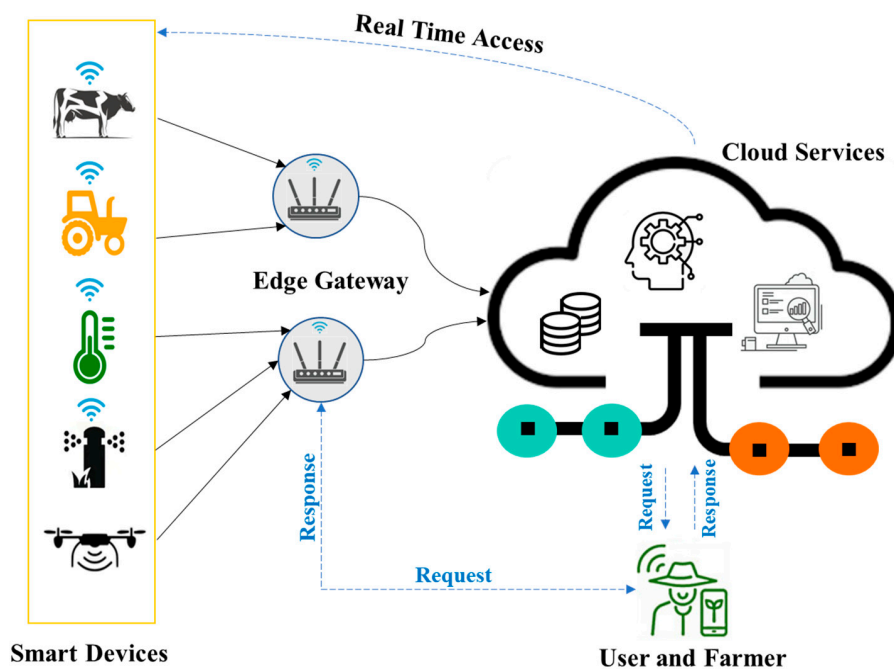 Real Time Access
Cloud Services
Edge Gateway
Response
Request
Response
Request
Smart Devices
User and Farmer